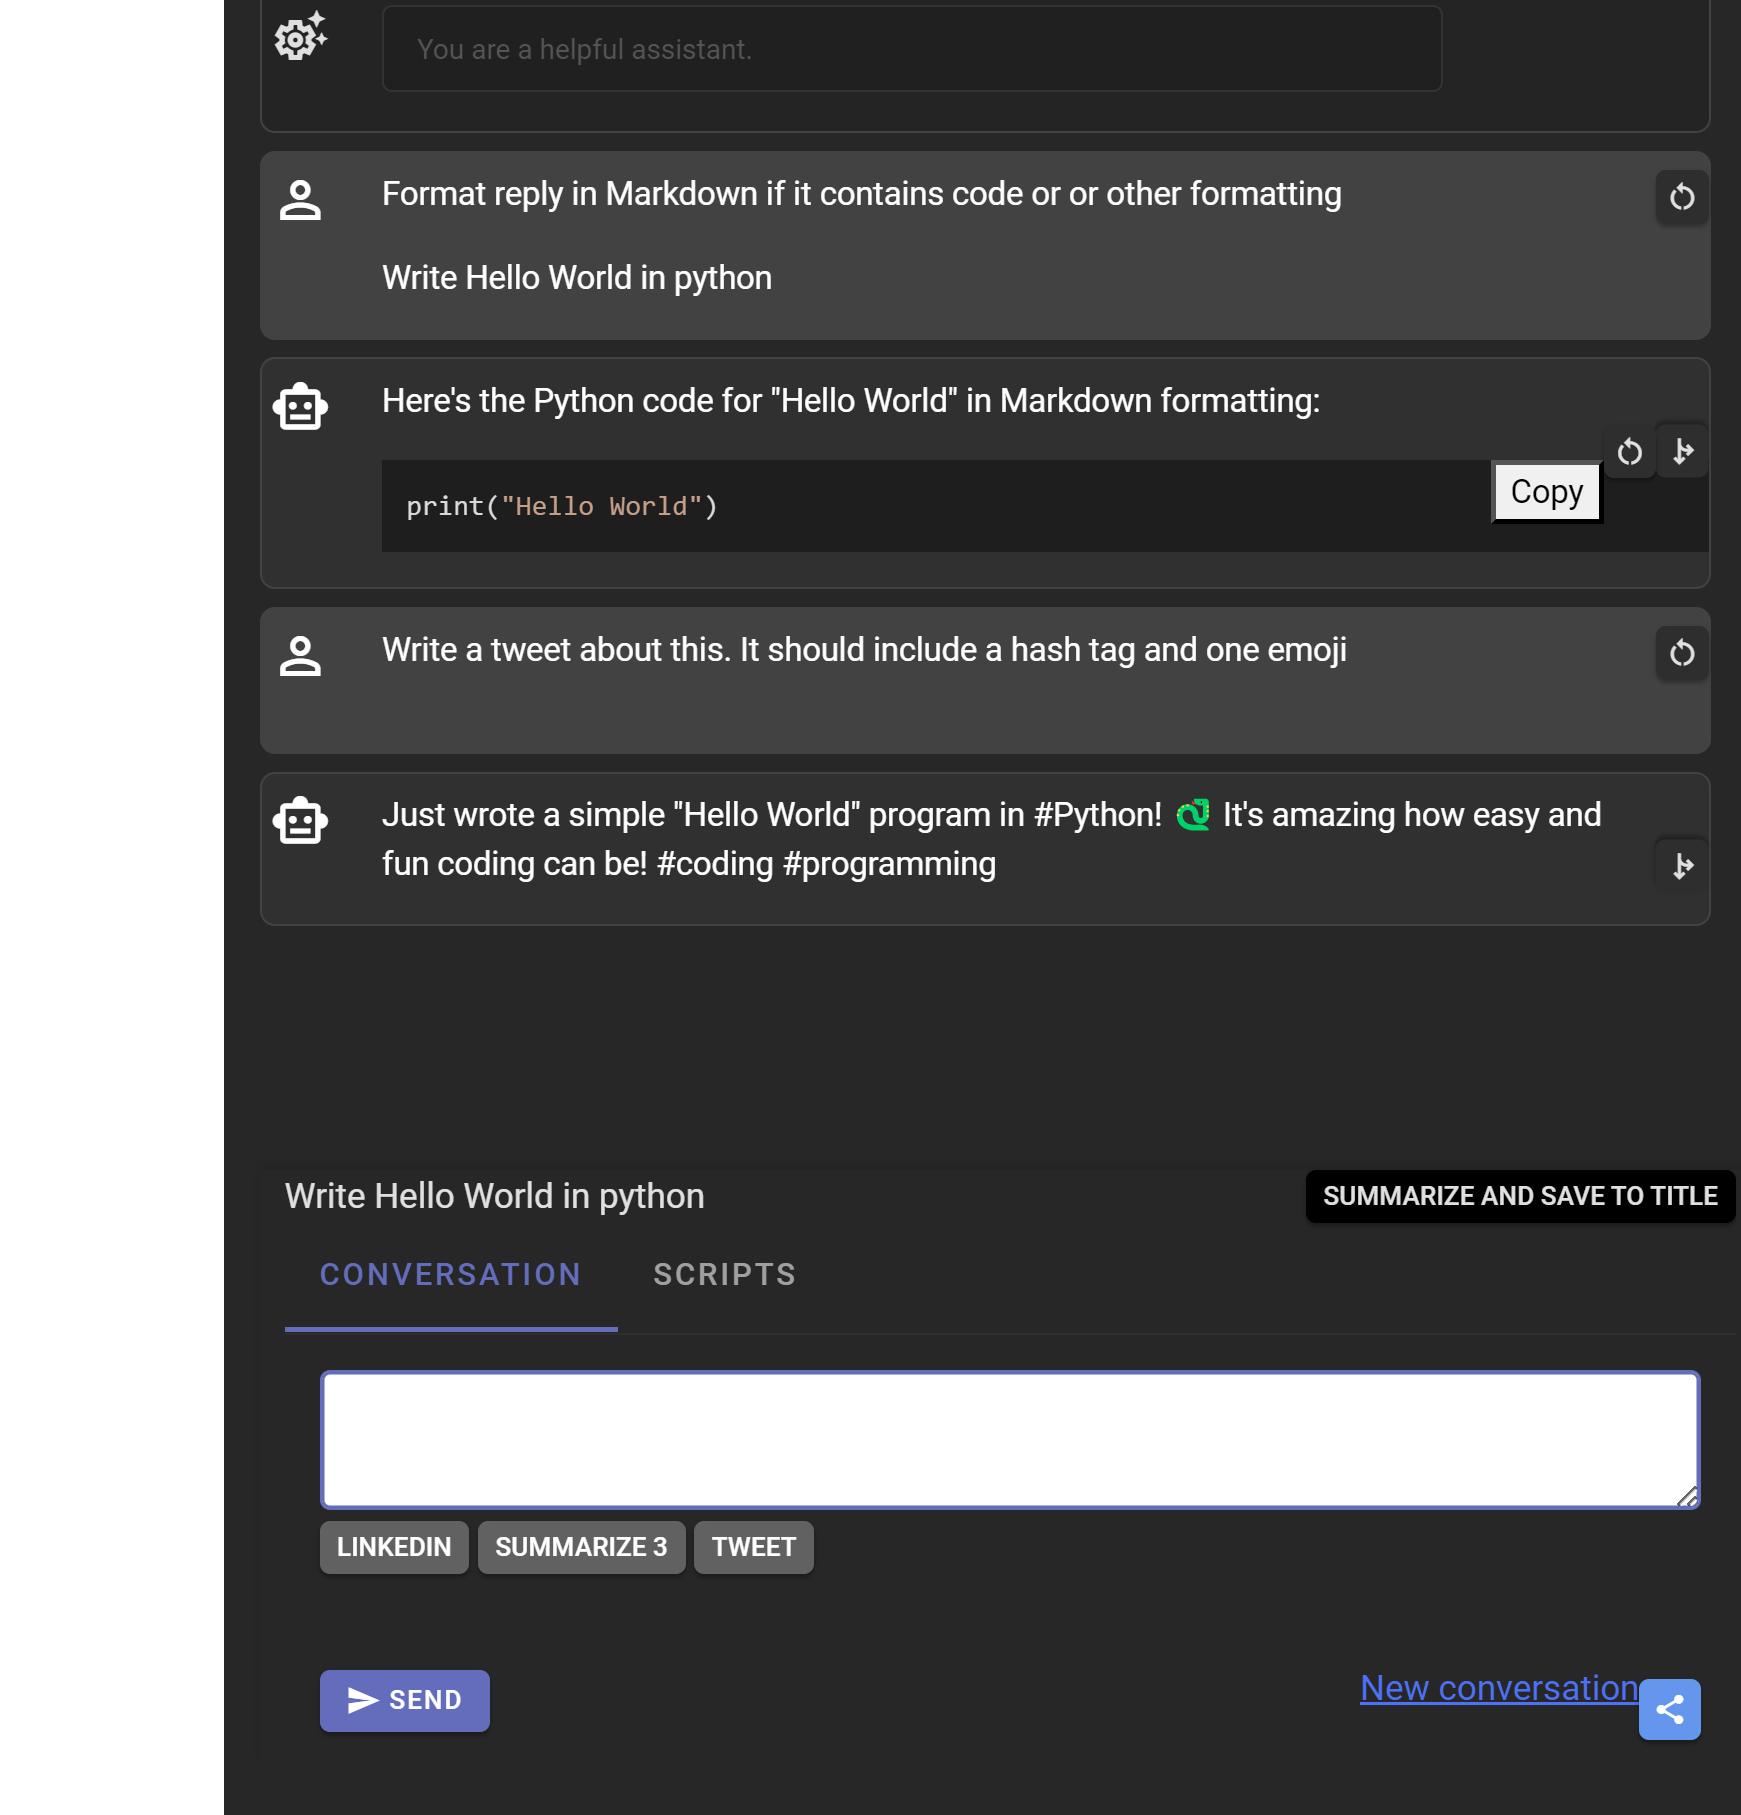 You are a helpful assistant.
Format reply in Markdown if it contains code or or other formatting
Write Hello World in python
Here's the Python code for "Hello World" in Markdown formatting:
Copy
print("Hello World")
Write a tweet about this. It should include a hash tag and one emoji
Just wrote a simple "Hello World" program in #Python! 🐍 It's amazing how easy and
fun coding can be! #coding #programming
Write Hello World in python
SUMMARIZE AND SAVE TO TITLE
CONVERSATION SCRIPTS
LINKEDIN SUMMARIZE 3 TWEET
SEND
New conversation